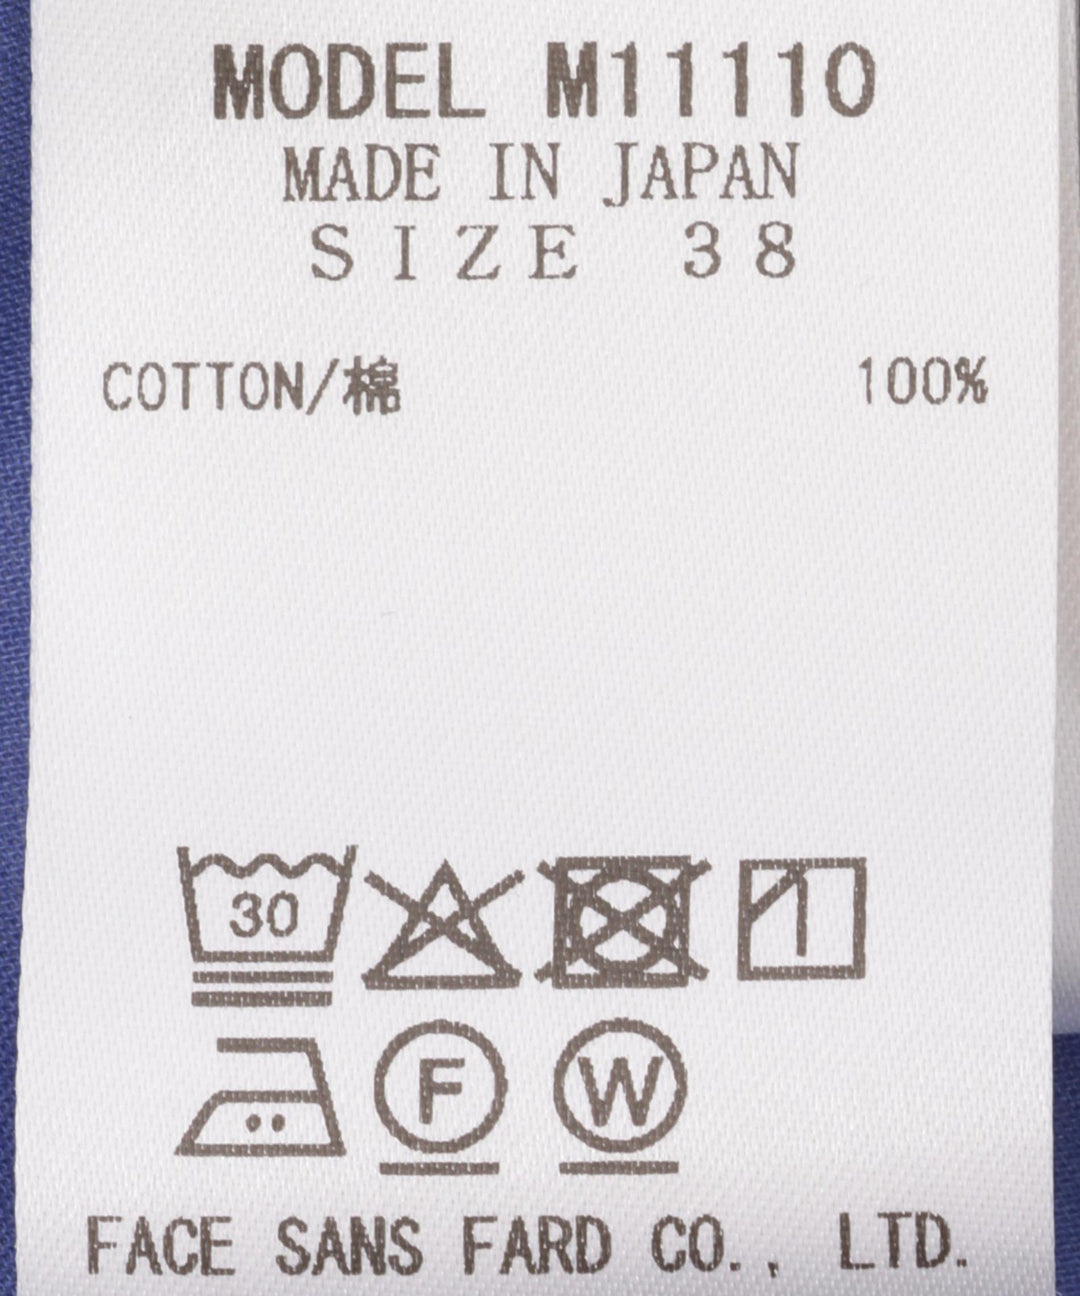 MODEL M11110
MADE IN JAPAN
SIZE 38
COTTON/棉 100%
30
F W
FACE SANS FARD CO., LTD.